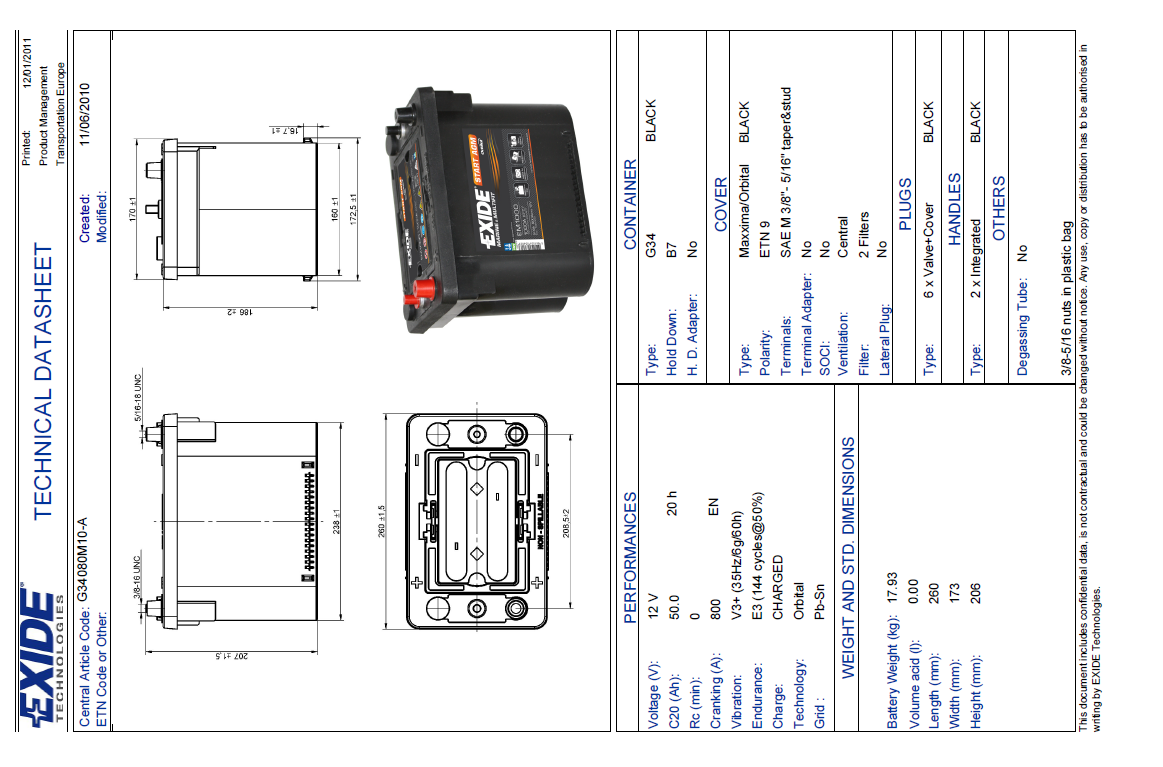 EXIDE
TECHNOLOGIES
TECHNICAL DATASHEET
Printed: 12/01/2011
Product Management
Transportation Europe
Central Article Code: G34080M10-A
Created: 11/06/2010
ETN Code or Other:
Modified:
3/8-16 UNC
5/16-18 UNC
207 ±1,5
238 ±1
170 ±1
186 ±2
16,7 ±1
160 ±1
172,5 ±1
260 ±1,5
NON-SPILLABLE
208,5±2
EXIDE
MARINE & MULTIFIT
START AGM
EM1000
EXIDE
PERFORMANCES
Voltage (V): 12 V
C20 (Ah): 50.0 20 h
Rc (min): 0
Cranking (A): 800 EN
Vibration: V3+ (35Hz/6g/60h)
Endurance: E3 (144 cycles@50%)
Charge: CHARGED
Technology: Orbital
Grid : Pb-Sn
WEIGHT AND STD. DIMENSIONS
Battery Weight (kg): 17.93
Volume acid (l): 0.00
Length (mm): 260
Width (mm): 173
Height (mm): 206
CONTAINER
Type: G34 BLACK
Hold Down: B7
H. D. Adapter: No
COVER
Type: Maxxima/Orbital BLACK
Polarity: ETN 9
Terminals: SAE M 3/8"- 5/16" taper&stud
Terminal Adapter: No
SOCI: No
Ventilation: Central
Filter: 2 Filters
Lateral Plug: No
PLUGS
Type: 6 x Valve+Cover BLACK
HANDLES
Type: 2 x Integrated BLACK
OTHERS
Degassing Tube: No
3/8-5/16 nuts in plastic bag
This document includes confidential data, is not contractual and could be changed without notice. Any use, copy or distribution has to be authorised in
writing by EXIDE Technologies.